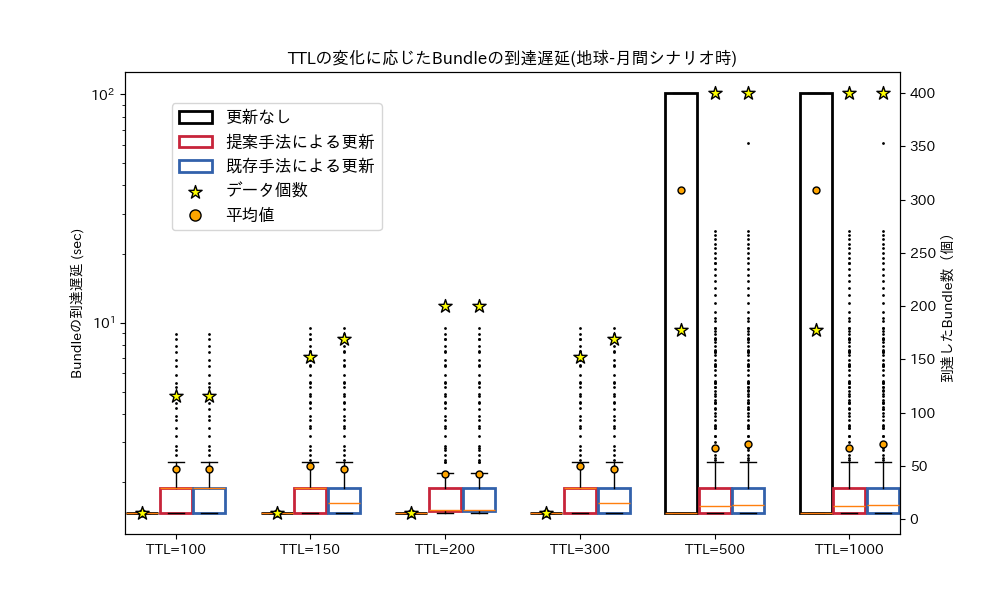 TTLの変化に応じたBundleの到達遅延(地球-月間シナリオ時)
Bundleの到達遅延 (sec)
10²
10¹
更新なし
提案手法による更新
既存手法による更新
データ個数
平均値
400
350
300
250
200
150
100
50
0
到達したBundle数（個）
TTL=100
TTL=150
TTL=200
TTL=300
TTL=500
TTL=1000